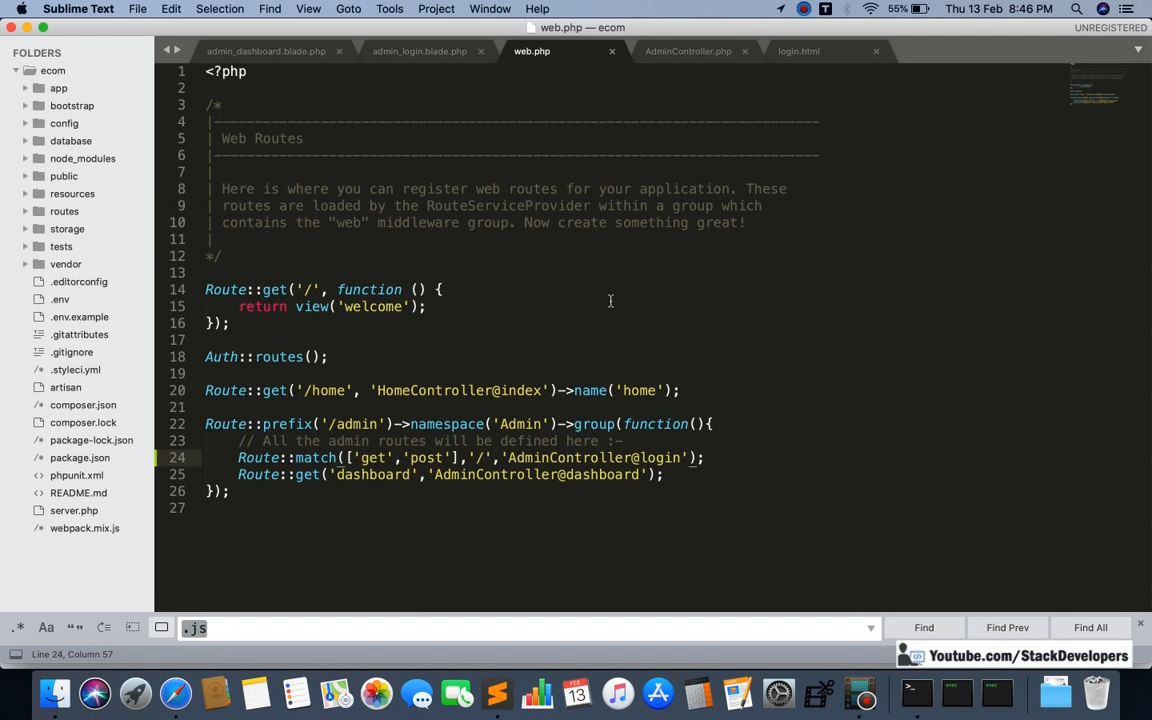 Sublime Text File Edit Selection Find View Goto Tools Project Window Help 55% Thu 13 Feb 8:46 PM
web.php — ecom UNREGISTERED
FOLDERS
ecom
app
bootstrap
config
database
node_modules
public
resources
routes
storage
tests
vendor
.editorconfig
.env
.env.example
.gitattributes
.gitignore
.styleci.yml
artisan
composer.json
composer.lock
package-lock.json
package.json
phpunit.xml
README.md
server.php
webpack.mix.js
admin_dashboard.blade.php admin_login.blade.php web.php AdminController.php login.html
1 <?php
2
3 /*
4 |--------------------------------------------------------------------------
5 | Web Routes
6 |--------------------------------------------------------------------------
7 |
8 | Here is where you can register web routes for your application. These
9 | routes are loaded by the RouteServiceProvider within a group which
10 | contains the "web" middleware group. Now create something great!
11 |
12 */
13
14 Route::get('/', function () {
15 return view('welcome');
16 });
17
18 Auth::routes();
19
20 Route::get('/home', 'HomeController@index')->name('home');
21
22 Route::prefix('/admin')->namespace('Admin')->group(function(){
23 // All the admin routes will be defined here :-
24 Route::match(['get','post'],'/','AdminController@login');
25 Route::get('dashboard','AdminController@dashboard');
26 });
27
.* Aa “” .js Find Find Prev Find All
Line 24, Column 57
Youtube.com/StackDevelopers